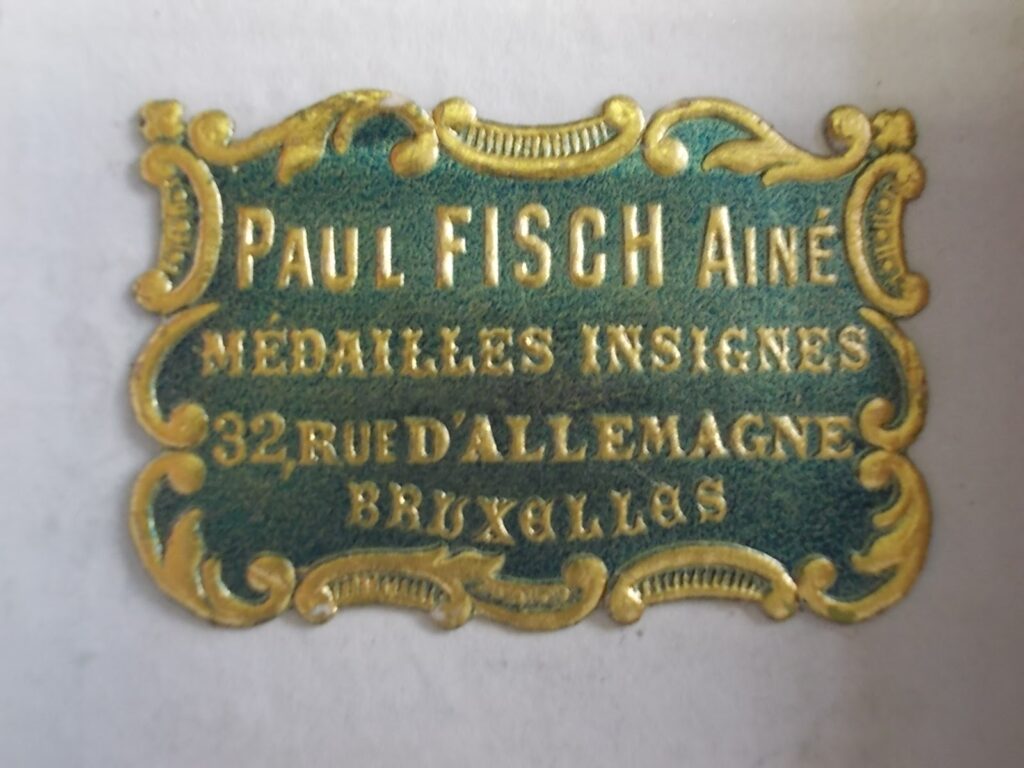 PAUL FISCH AINÉ
MÉDAILLES INSIGNES
32, RUE D'ALLEMAGNE
BRUXELLES